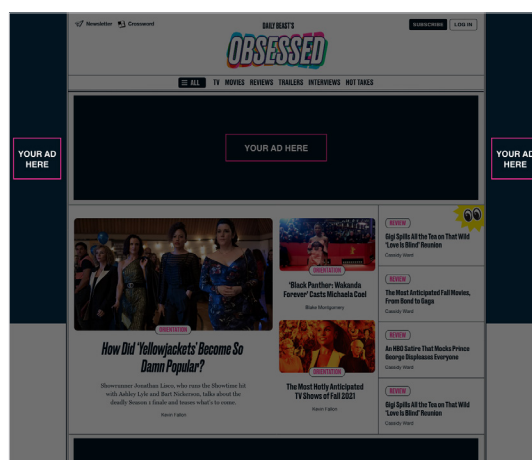 Newsletter Crossword
DAILY BEAST'S
OBSESSED
SUBSCRIBE LOG IN
ALL TV MOVIES REVIEWS TRAILERS INTERVIEWS HOT TAKES
YOUR AD
HERE
YOUR AD HERE
YOUR AD
HERE
OBSERVATION
How Did 'Yellowjackets' Become So
Damn Popular?
Showrunner Jonathan Lisco, who runs the Showtime hit
with Ashley Lyle and Bart Nickerson, talks about the
deadly Season 1 finale and teases what's to come.
Kevin Fallon
'Black Panther: Wakanda
Forever' Casts Michaela Coel
Blake Montgomery
The Most Hotly Anticipated
TV Shows of Fall 2021
Kevin Fallon
REVIEW
Gigi Spills All the Tea on That Wild
'Love Is Blind' Reunion
Cassidy Ward
REVIEW
The Most Anticipated Fall Movies,
From Bond to Gaga
Cassidy Ward
REVIEW
An HBO Satire That Mocks Prince
George Displeases Everyone
Cassidy Ward
REVIEW
Gigi Spills All the Tea on That Wild
'Love Is Blind' Reunion
Cassidy Ward